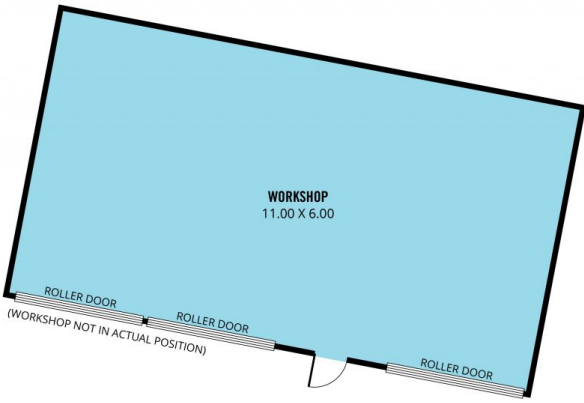 WORKSHOP
11.00 X 6.00
ROLLER DOOR
ROLLER DOOR
ROLLER DOOR
(WORKSHOP NOT IN ACTUAL POSITION)